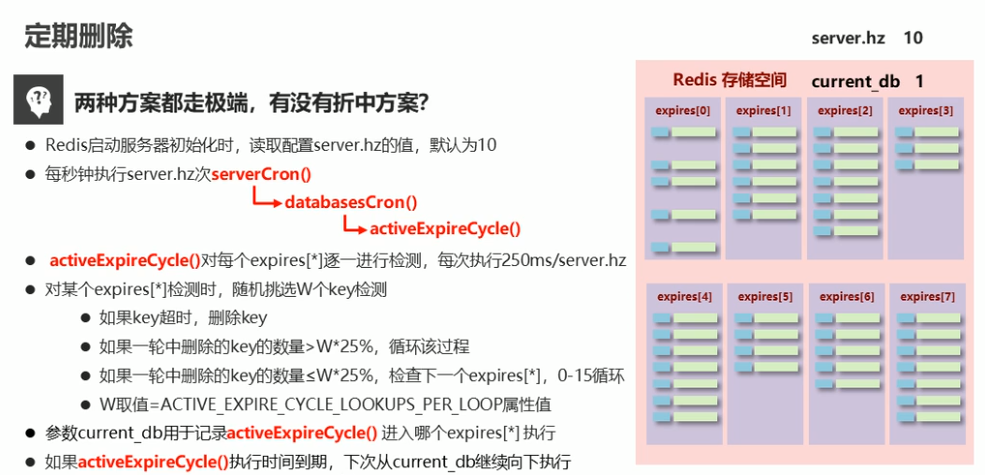 定期删除
server.hz 10
两种方案都走极端，有没有折中方案？
Redis启动服务器初始化时，读取配置server.hz的值，默认为10
每秒钟执行server.hz次serverCron()
databasesCron()
activeExpireCycle()
activeExpireCycle()对每个expires[*]逐一进行检测，每次执行250ms/server.hz
对某个expires[*]检测时，随机挑选W个key检测
如果key超时，删除key
如果一轮中删除的key的数量>W*25%，循环该过程
如果一轮中删除的key的数量≤W*25%，检查下一个expires[*]，0-15循环
W取值=ACTIVE_EXPIRE_CYCLE_LOOKUPS_PER_LOOP属性值
参数current_db用于记录activeExpireCycle() 进入哪个expires[*] 执行
如果activeExpireCycle()执行时间到期，下次从current_db继续向下执行
Redis 存储空间 current_db 1
expires[0] expires[1] expires[2] expires[3]
expires[4] expires[5] expires[6] expires[7]